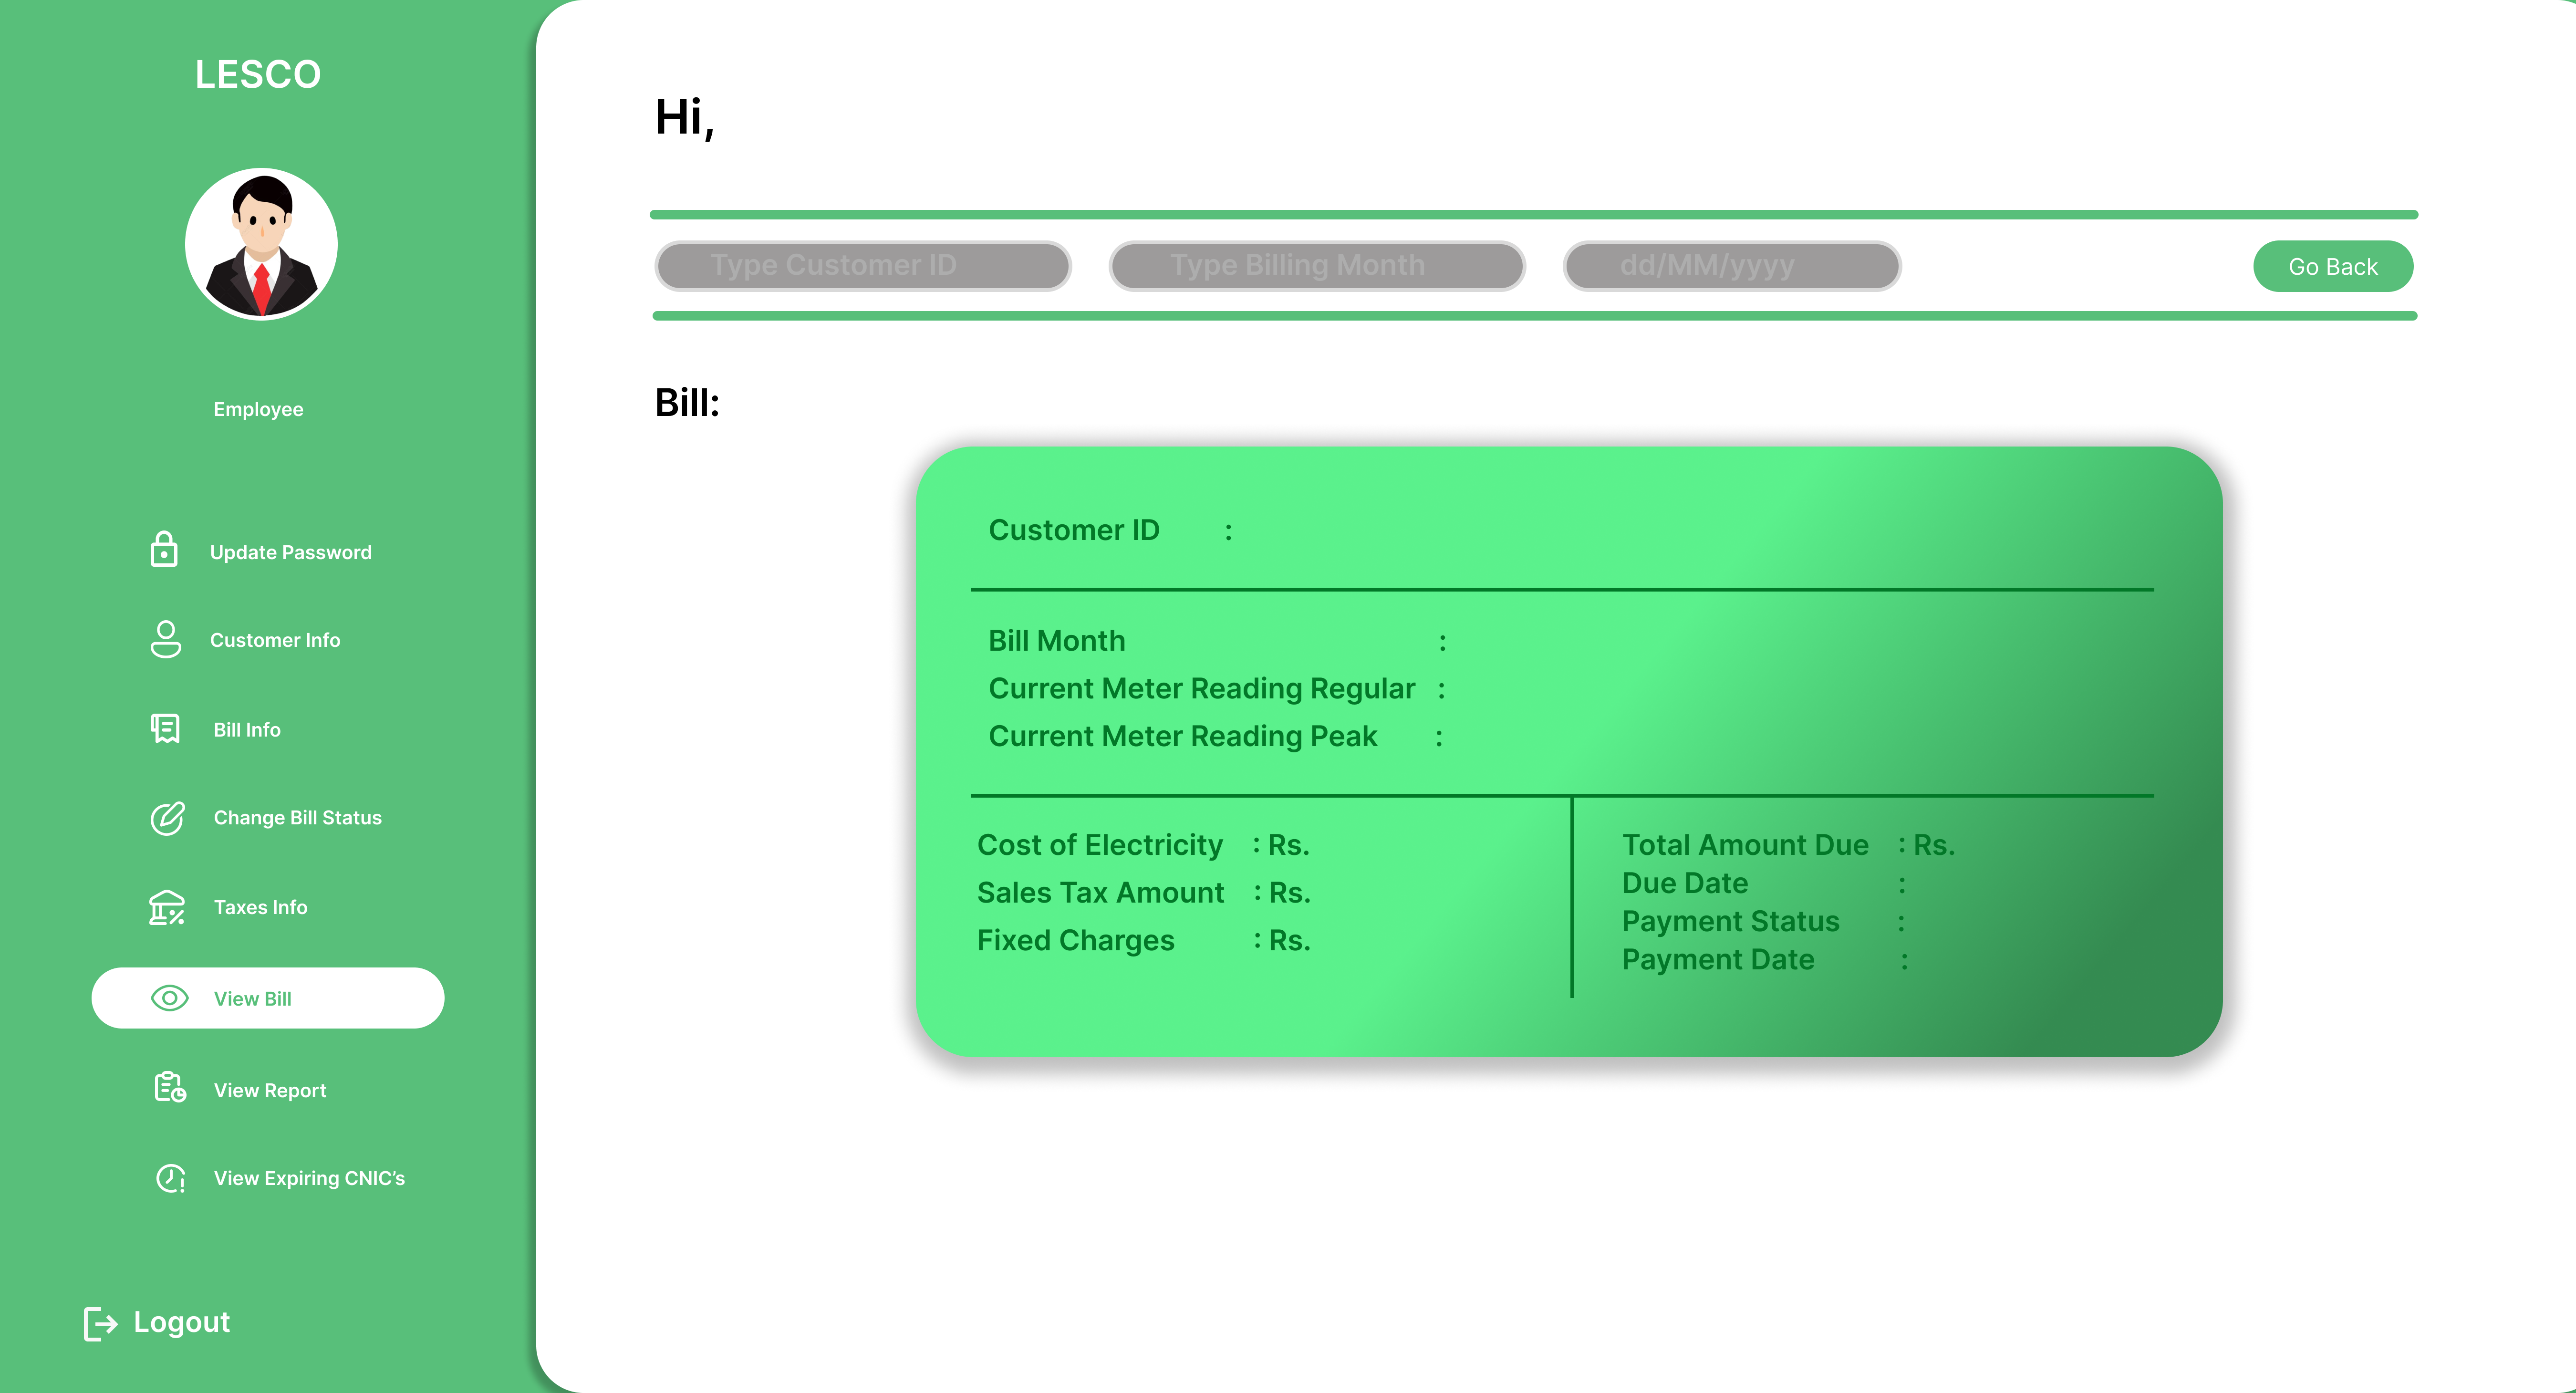 LESCO
Employee
Update Password
Customer Info
Bill Info
Change Bill Status
Taxes Info
View Bill
View Report
View Expiring CNIC’s
Logout
Hi,
Type Customer ID
Type Billing Month
dd/MM/yyyy
Go Back
Bill:
Customer ID :
Bill Month :
Current Meter Reading Regular :
Current Meter Reading Peak :
Cost of Electricity : Rs.
Sales Tax Amount : Rs.
Fixed Charges : Rs.
Total Amount Due : Rs.
Due Date :
Payment Status :
Payment Date :